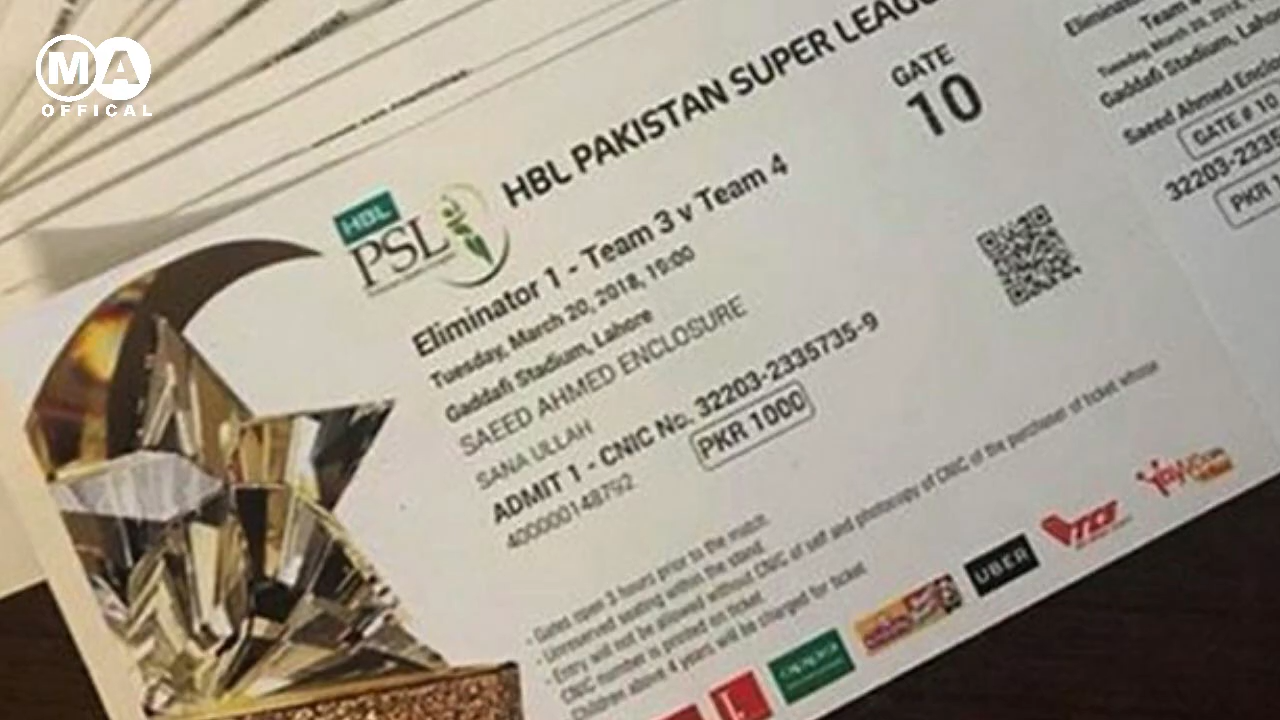 MA
OFFICAL
HBL
PSL
HBL PAKISTAN SUPER LEAGU
GATE
10
Eliminator 1 - Team 3 v Team 4
Tuesday, March 20, 2018, 19:00
Gaddafi Stadium, Lahore
SAEED AHMED ENCLOSURE
SANA ULLAH
ADMIT 1 - CNIC No. 32203-2335735-9
PKR 1000
400000148792
- Gates open 3 hours prior to the match
- Unreserved seating within the stand
- Entry will not be allowed without CNIC of self and photocopy of CNIC of the purchaser of ticket whose
CNIC number is printed on ticket
Children above 4 years will be charged for ticket
L
UBER
TCS
Eliminator
Team
Tuesday, March 20, 2018,
Gaddafi Stadium, Lahor
Saeed Ahmed Enclo
GATE # 10
32203-2335
PKR 1